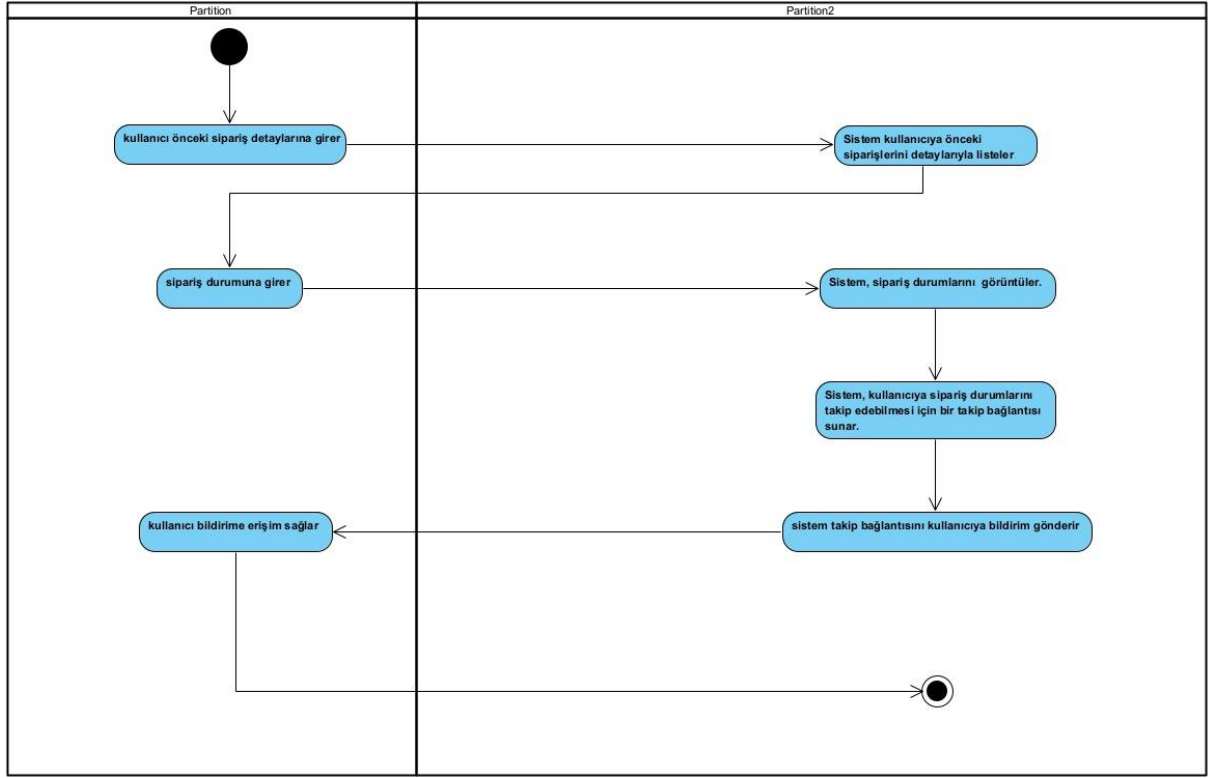 Partition
Partition2
kullanıcı önceki sipariş detaylarına girer
Sistem kullanıcıya önceki
siparişlerini detaylarıyla listeler
sipariş durumuna girer
Sistem, sipariş durumlarını görüntüler.
Sistem, kullanıcıya sipariş durumlarını
takip edebilmesi için bir takip bağlantısı
sunar.
kullanıcı bildirime erişim sağlar
sistem takip bağlantısını kullanıcıya bildirim gönderir